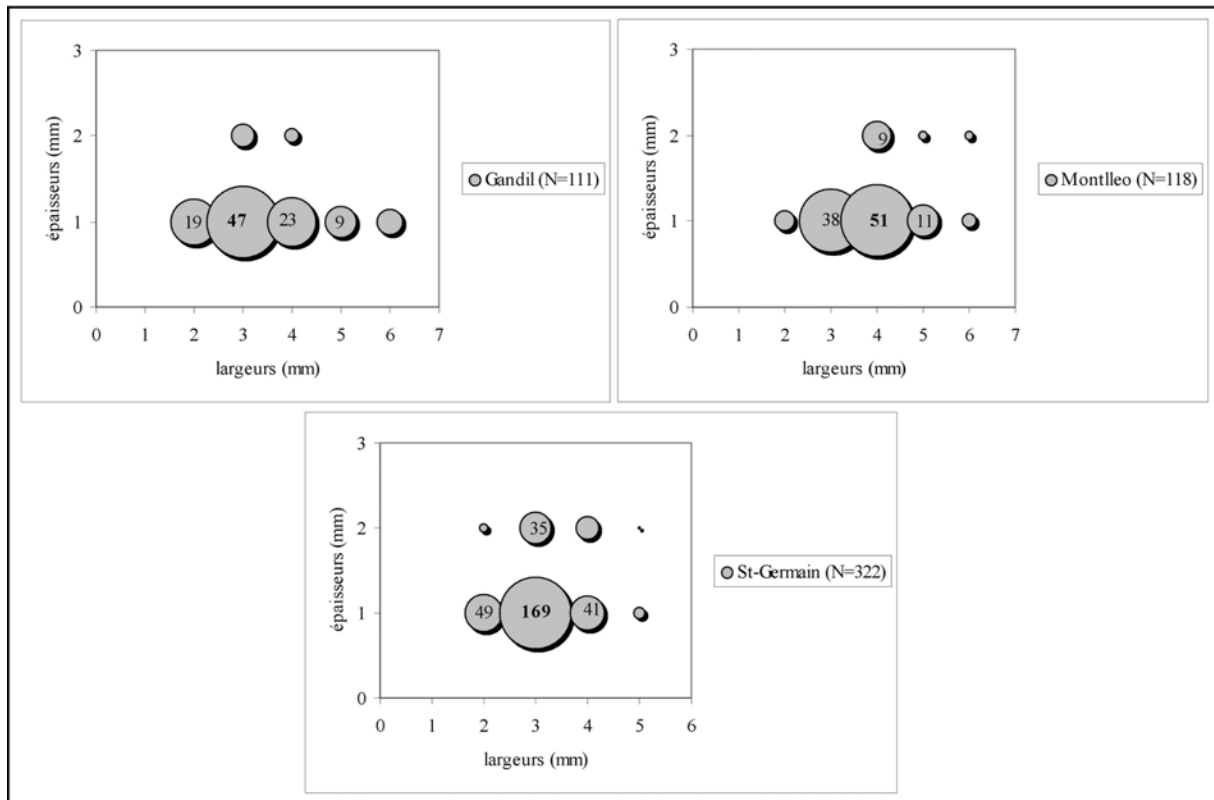 3
2
1
0
épaisseurs (mm)
19
47
23
9
0 1 2 3 4 5 6 7
largeurs (mm)
Gandil (N=111)
3
2
1
0
épaisseurs (mm)
9
38
51
11
0 1 2 3 4 5 6 7
largeurs (mm)
Montlleo (N=118)
3
2
1
0
épaisseurs (mm)
35
49
169
41
0 1 2 3 4 5 6
largeurs (mm)
St-Germain (N=322)